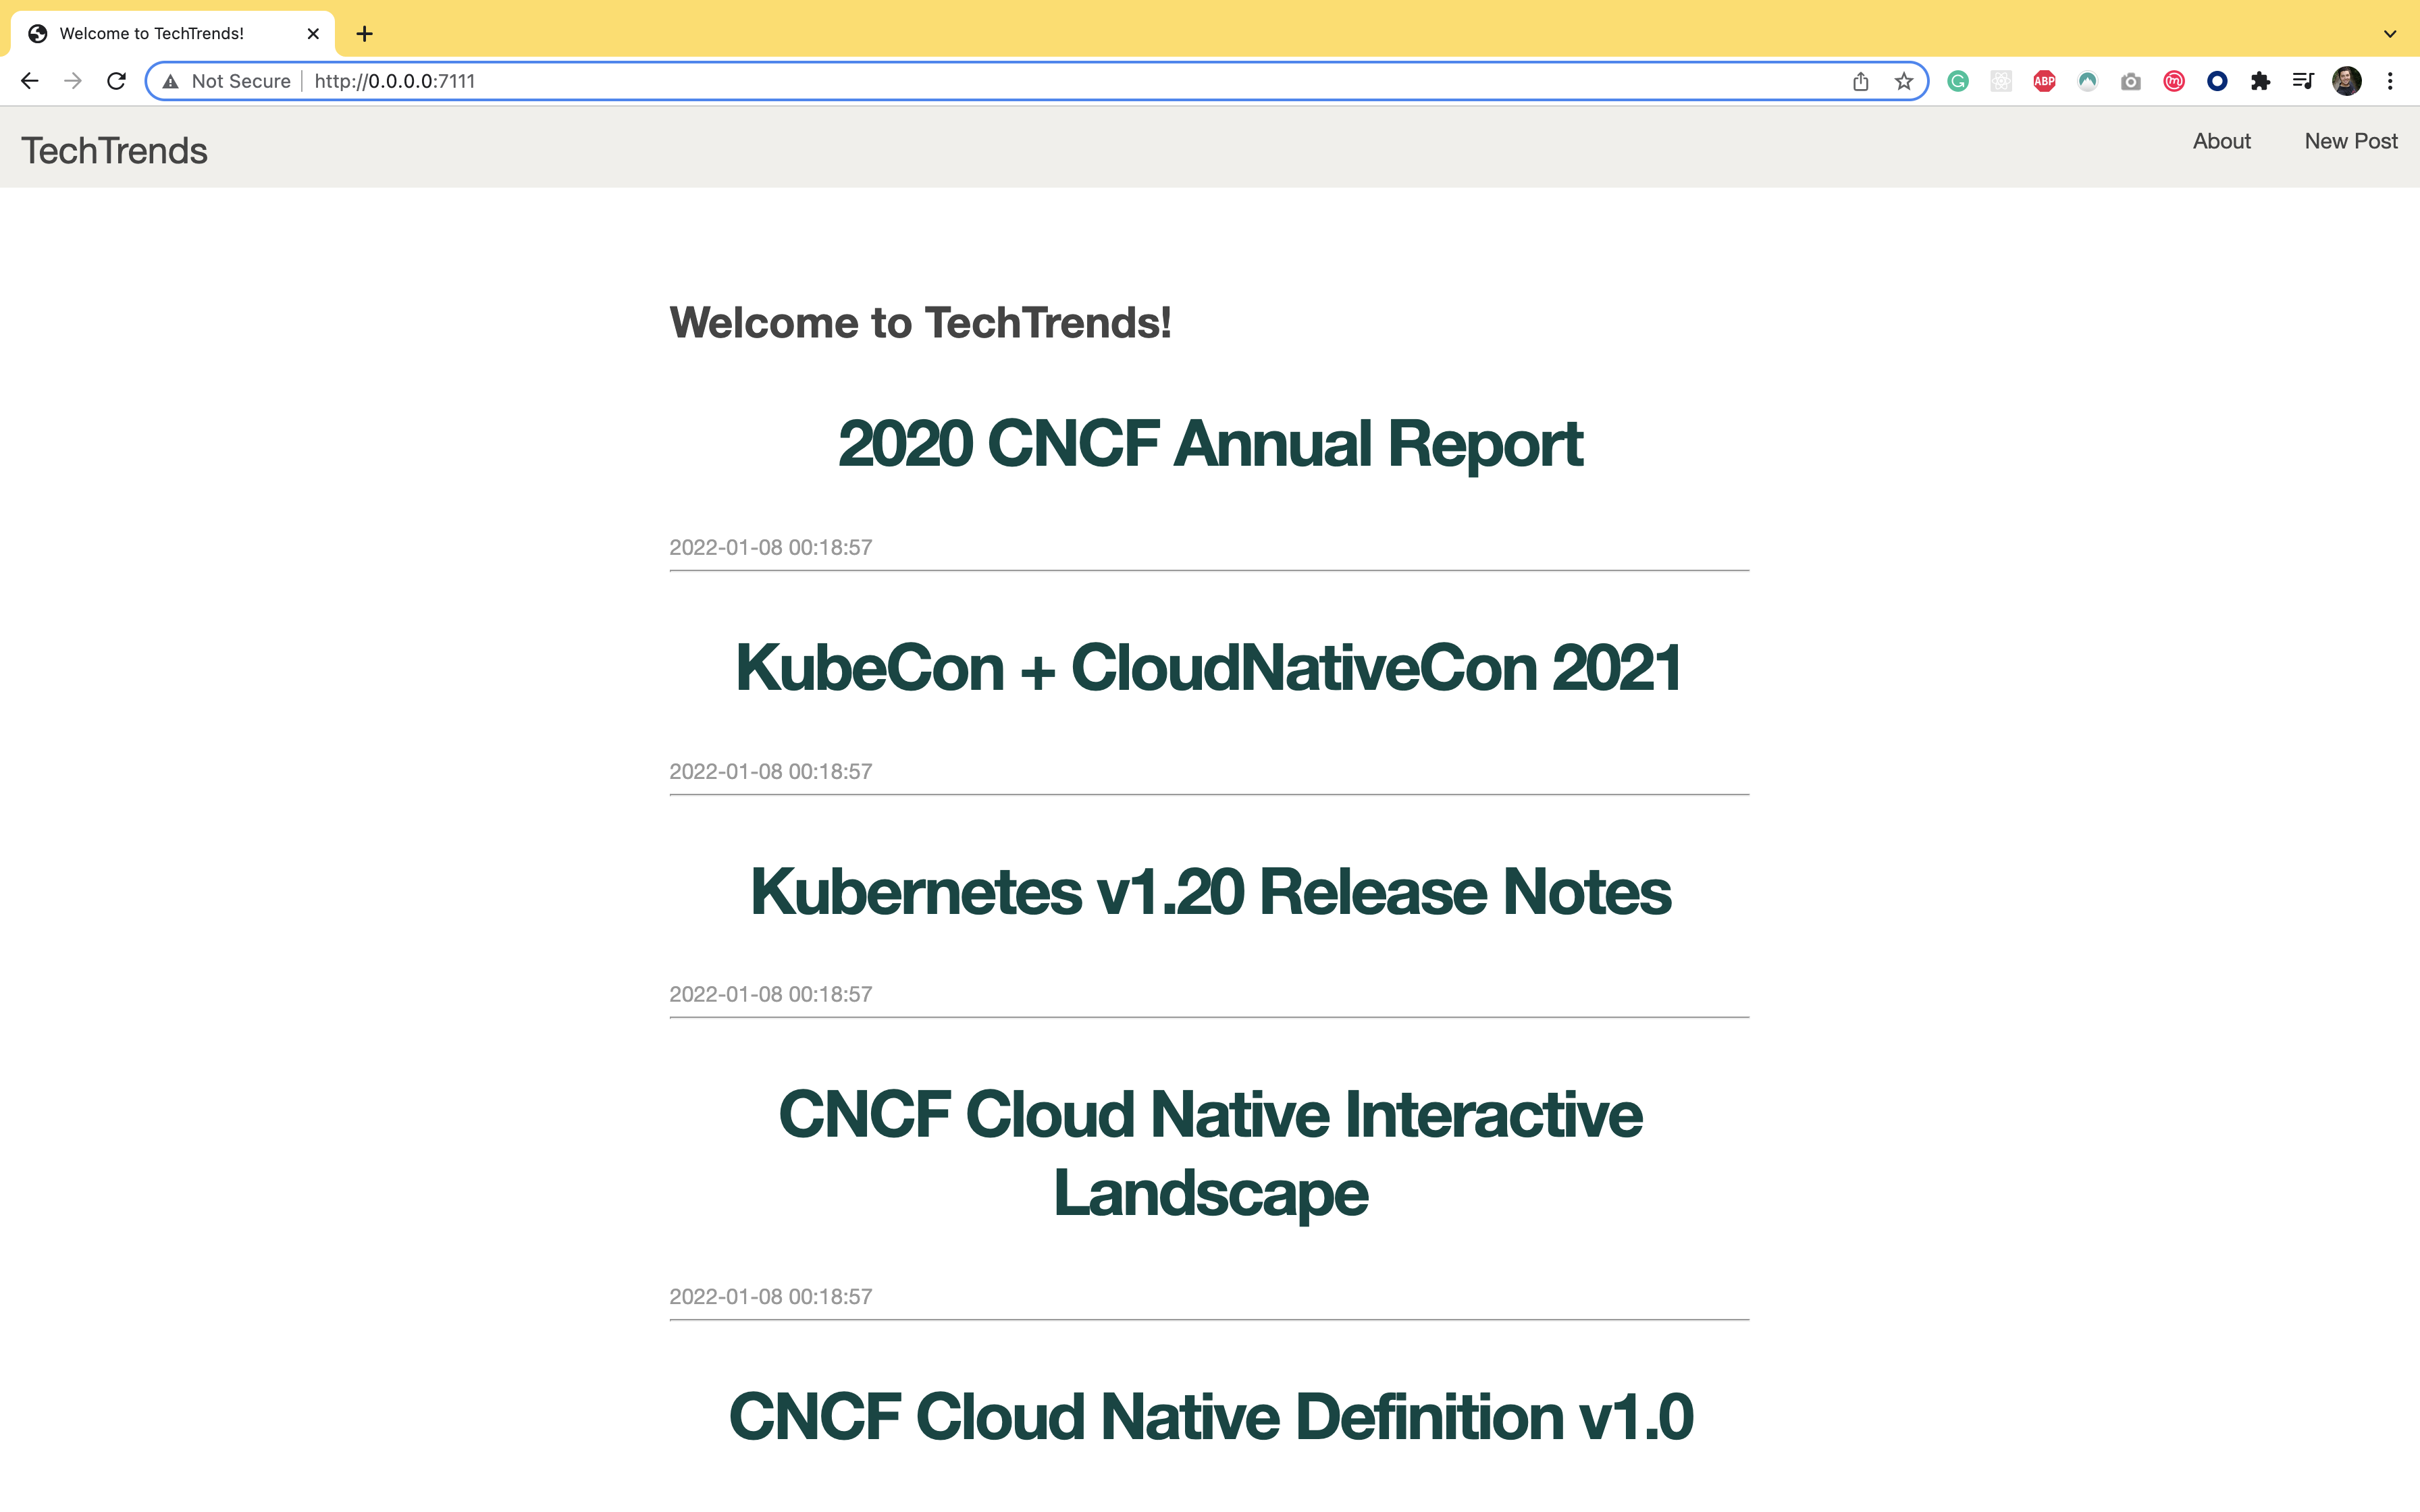 Welcome to TechTrends!
Not Secure | http://0.0.0.0:7111
ABP
TechTrends
About
New Post
Welcome to TechTrends!
2020 CNCF Annual Report
2022-01-08 00:18:57
KubeCon + CloudNativeCon 2021
2022-01-08 00:18:57
Kubernetes v1.20 Release Notes
2022-01-08 00:18:57
CNCF Cloud Native Interactive
Landscape
2022-01-08 00:18:57
CNCF Cloud Native Definition v1.0